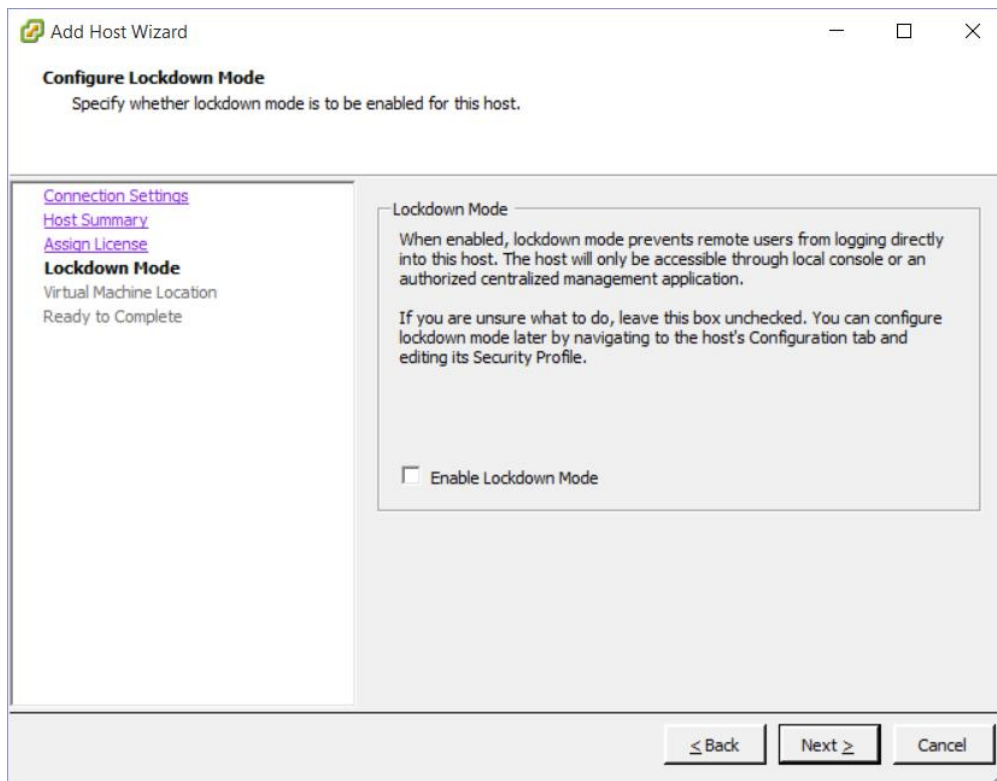 Add Host Wizard
Configure Lockdown Mode
Specify whether lockdown mode is to be enabled for this host.
Connection Settings
Host Summary
Assign License
Lockdown Mode
Virtual Machine Location
Ready to Complete
Lockdown Mode
When enabled, lockdown mode prevents remote users from logging directly
into this host. The host will only be accessible through local console or an
authorized centralized management application.
If you are unsure what to do, leave this box unchecked. You can configure
lockdown mode later by navigating to the host's Configuration tab and
editing its Security Profile.
Enable Lockdown Mode
< Back
Next >
Cancel